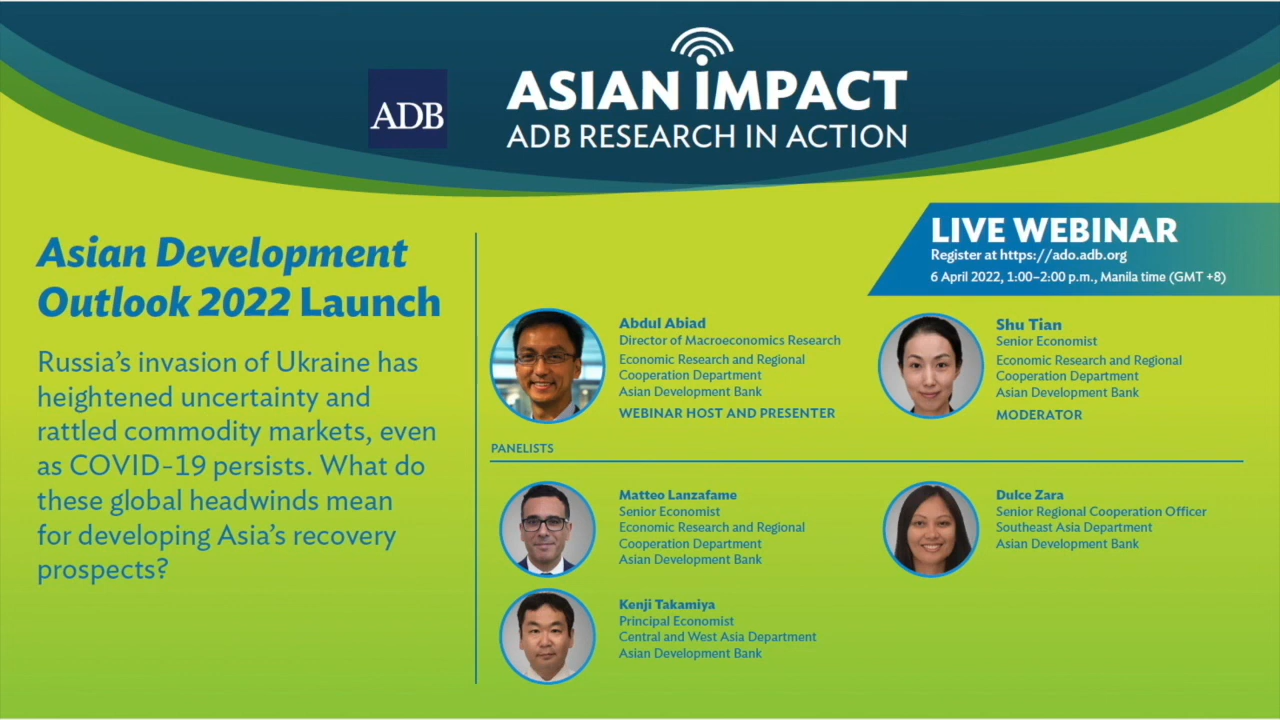 ADB
ASIAN IMPACT
ADB RESEARCH IN ACTION
Asian Development
Outlook 2022 Launch
Russia's invasion of Ukraine has
heightened uncertainty and
rattled commodity markets, even
as COVID-19 persists. What do
these global headwinds mean
for developing Asia's recovery
prospects?
LIVE WEBINAR
Register at https://ado.adb.org
6 April 2022, 1:00–2:00 p.m., Manila time (GMT +8)
Abdul Abiad
Director of Macroeconomics Research
Economic Research and Regional
Cooperation Department
Asian Development Bank
WEBINAR HOST AND PRESENTER
Shu Tian
Senior Economist
Economic Research and Regional
Cooperation Department
Asian Development Bank
MODERATOR
PANELISTS
Matteo Lanzafame
Senior Economist
Economic Research and Regional
Cooperation Department
Asian Development Bank
Dulce Zara
Senior Regional Cooperation Officer
Southeast Asia Department
Asian Development Bank
Kenji Takamiya
Principal Economist
Central and West Asia Department
Asian Development Bank